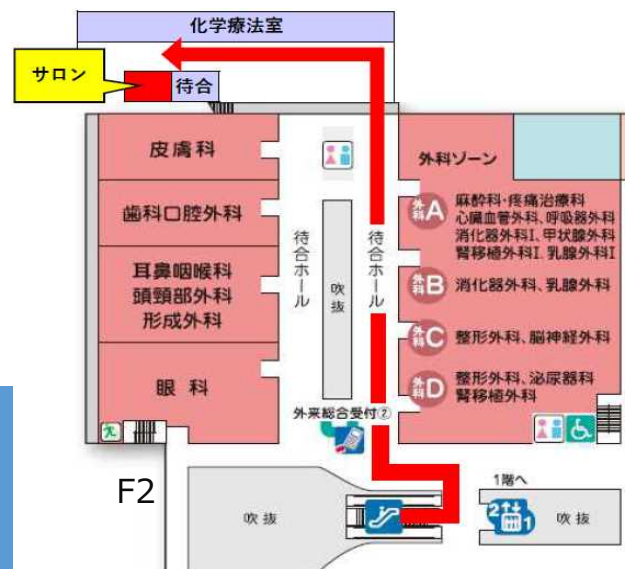 化学療法室
サロン
待合
皮膚科
歯科口腔外科
耳鼻咽喉科
頭頸部外科
形成外科
眼科
待合ホール
吹抜
待合ホール
外科ゾーン
外科A
麻酔科・疼痛治療科
心臓血管外科、呼吸器外科
消化器外科Ⅰ、甲状腺外科
腎移植外科Ⅰ、乳腺外科Ⅰ
外科B
消化器外科、乳腺外科
外科C
整形外科、脳神経外科
外科D
整形外科、泌尿器科
腎移植外科
外来総合受付②
F2
吹抜
1階へ
2 1
吹抜